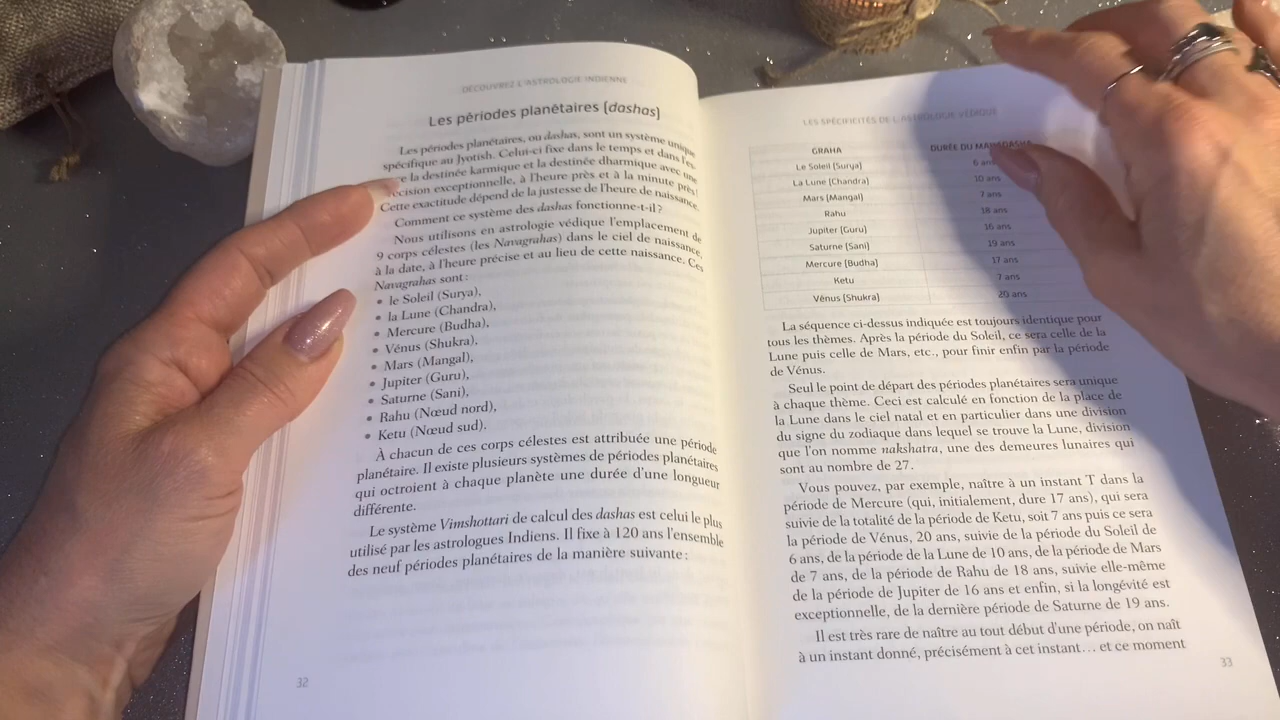 DÉCOUVREZ L'ASTROLOGIE INDIENNE
Les périodes planétaires (dashas)
Les périodes planétaires, ou dashas, sont un système unique
spécifique au Jyotish. Celui-ci fixe dans le temps et dans l'es-
la destinée karmique et la destinée dharmique avec une
exceptionnelle, à l'heure près et à la minute près!
Cette exactitude dépend de la justesse de l'heure de naissance.
Comment ce système des dashas fonctionne-t-il?
Nous utilisons en astrologie védique l'emplacement de
9 corps célestes (les Navagrahas) dans le ciel de naissance,
à la date, à l'heure précise et au lieu de cette naissance. Ces
Navagrahas sont :
• le Soleil (Surya),
• la Lune (Chandra),
• Mercure (Budha),
• Vénus (Shukra),
• Mars (Mangal),
• Jupiter (Guru),
• Saturne (Sani),
• Rahu (Nœud nord),
• Ketu (Nœud sud).
À chacun de ces corps célestes est attribuée une période
planétaire. Il existe plusieurs systèmes de périodes planétaires
qui octroient à chaque planète une durée d'une longueur
différente.
Le système Vimshottari de calcul des dashas est celui le plus
utilisé par les astrologues Indiens. Il fixe à 120 ans l'ensemble
des neuf périodes planétaires de la manière suivante :
32
LES SPÉCIFICITÉS DE L'ASTROLOGIE VÉDIQUE
GRAHA DURÉE DU
Le Soleil (Surya) 6 ans
La Lune (Chandra) 10 ans
Mars (Mangal) 7 ans
Rahu 18 ans
Jupiter (Guru) 16 ans
Saturne (Sani) 19 ans
Mercure (Budha) 17 ans
Ketu 7 ans
Vénus (Shukra) 20 ans
La séquence ci-dessus indiquée est toujours identique pour
tous les thèmes. Après la période du Soleil, ce sera celle de la
Lune puis celle de Mars, etc., pour finir enfin par la période
de Vénus.
Seul le point de départ des périodes planétaires sera unique
à chaque thème. Ceci est calculé en fonction de la place de
la Lune dans le ciel natal et en particulier dans une division
du signe du zodiaque dans lequel se trouve la Lune, division
que l'on nomme nakshatra, une des demeures lunaires qui
sont au nombre de 27.
Vous pouvez, par exemple, naître à un instant T dans la
période de Mercure (qui, initialement, dure 17 ans), qui sera
suivie de la totalité de la période de Ketu, soit 7 ans puis ce sera
la période de Vénus, 20 ans, suivie de la période du Soleil de
6 ans, de la période de la Lune de 10 ans, de la période de Mars
de 7 ans, de la période de Rahu de 18 ans, suivie elle-même
de la période de Jupiter de 16 ans et enfin, si la longévité est
exceptionnelle, de la dernière période de Saturne de 19 ans.
Il est très rare de naître au tout début d'une période, on naît
à un instant donné, précisément à cet instant… et ce moment
33